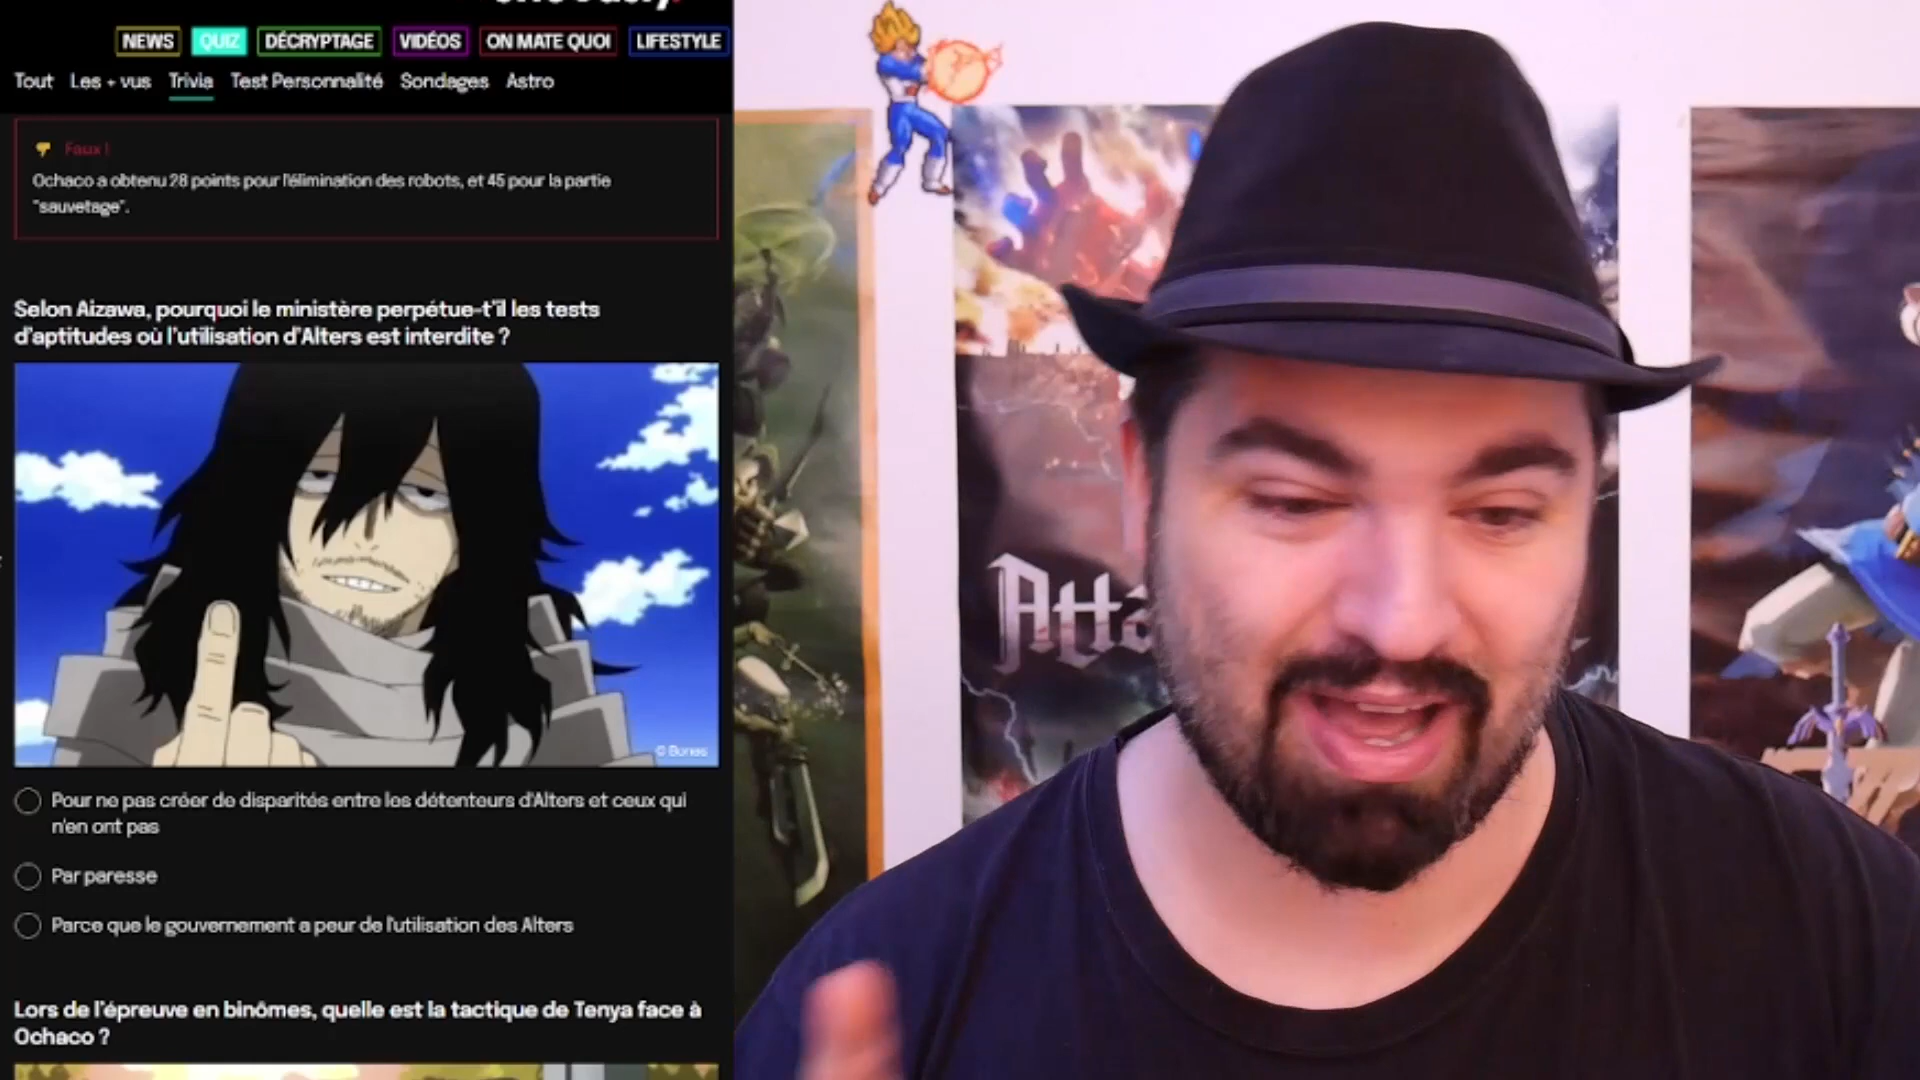 NEWS QUIZ DÉCRYPTAGE VIDÉOS ON MATE QUOI LIFESTYLE
Tout Les + vus Trivia Test Personnalité Sondages Astro
Faux !
Ochaco a obtenu 28 points pour l'élimination des robots, et 45 pour la partie
"sauvetage".
Selon Aizawa, pourquoi le ministère perpétue-t'il les tests
d'aptitudes où l'utilisation d'Alters est interdite ?
© Bones
Pour ne pas créer de disparités entre les détenteurs d'Alters et ceux qui
n'en ont pas
Par paresse
Parce que le gouvernement a peur de l'utilisation des Alters
Lors de l'épreuve en binômes, quelle est la tactique de Tenya face à
Ochaco ?